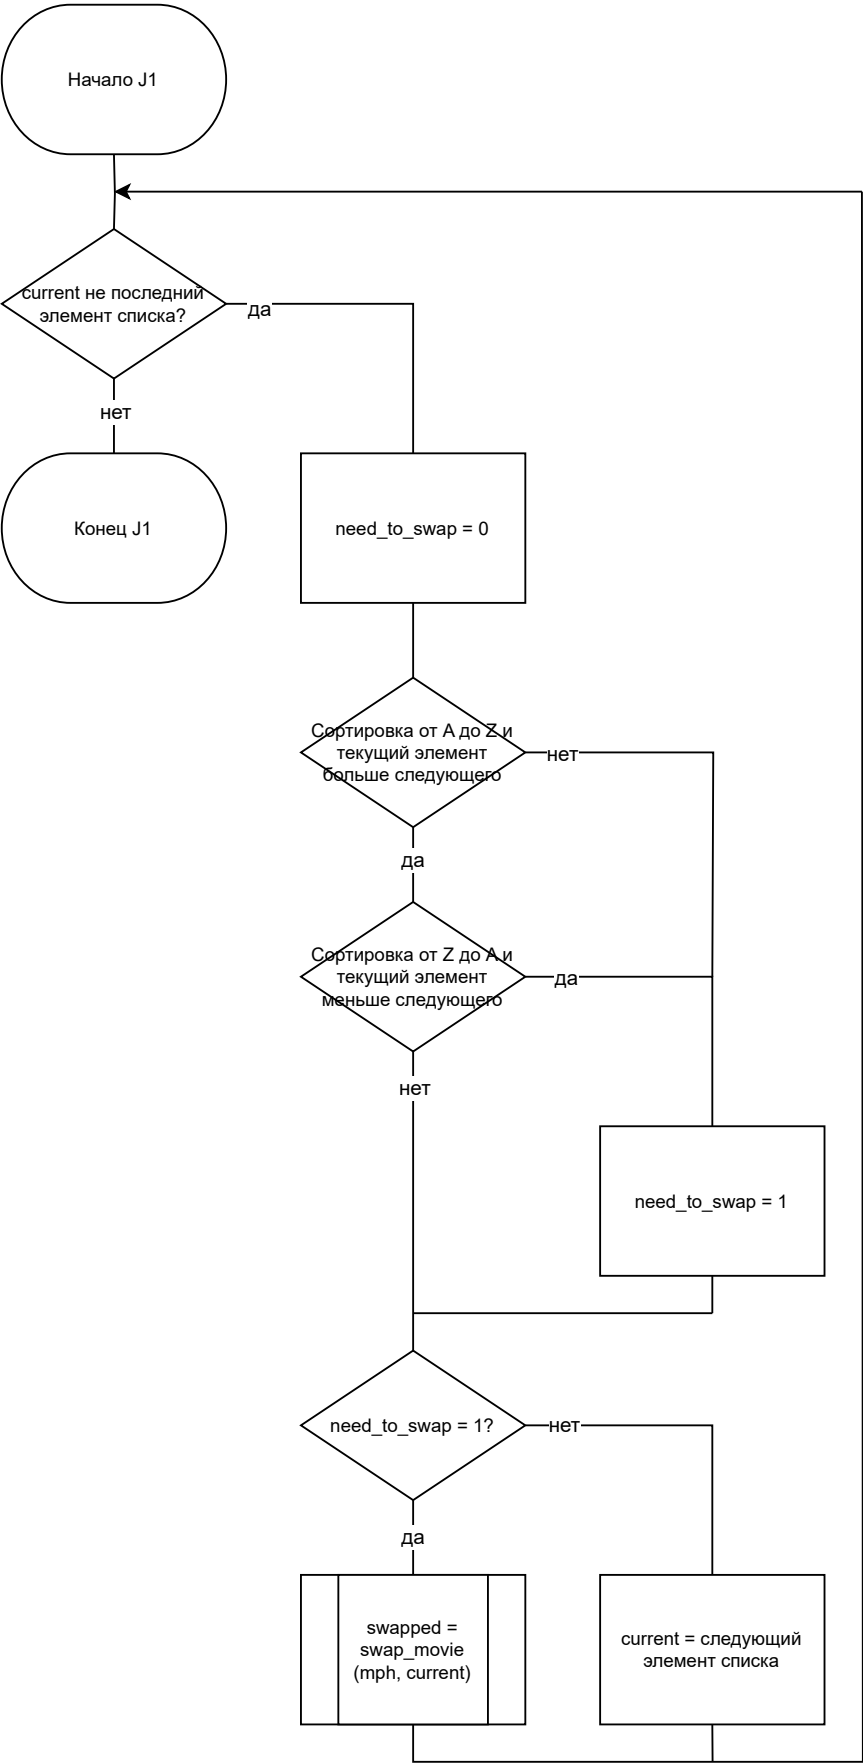 Начало J1
current не последний
элемент списка?
да
нет
Конец J1
need_to_swap = 0
Сортировка от A до Z и
текущий элемент
больше следующего
нет
да
Сортировка от Z до A и
текущий элемент
меньше следующего
да
нет
need_to_swap = 1
need_to_swap = 1?
нет
да
swapped =
swap_movie
(mph, current)
current = следующий
элемент списка